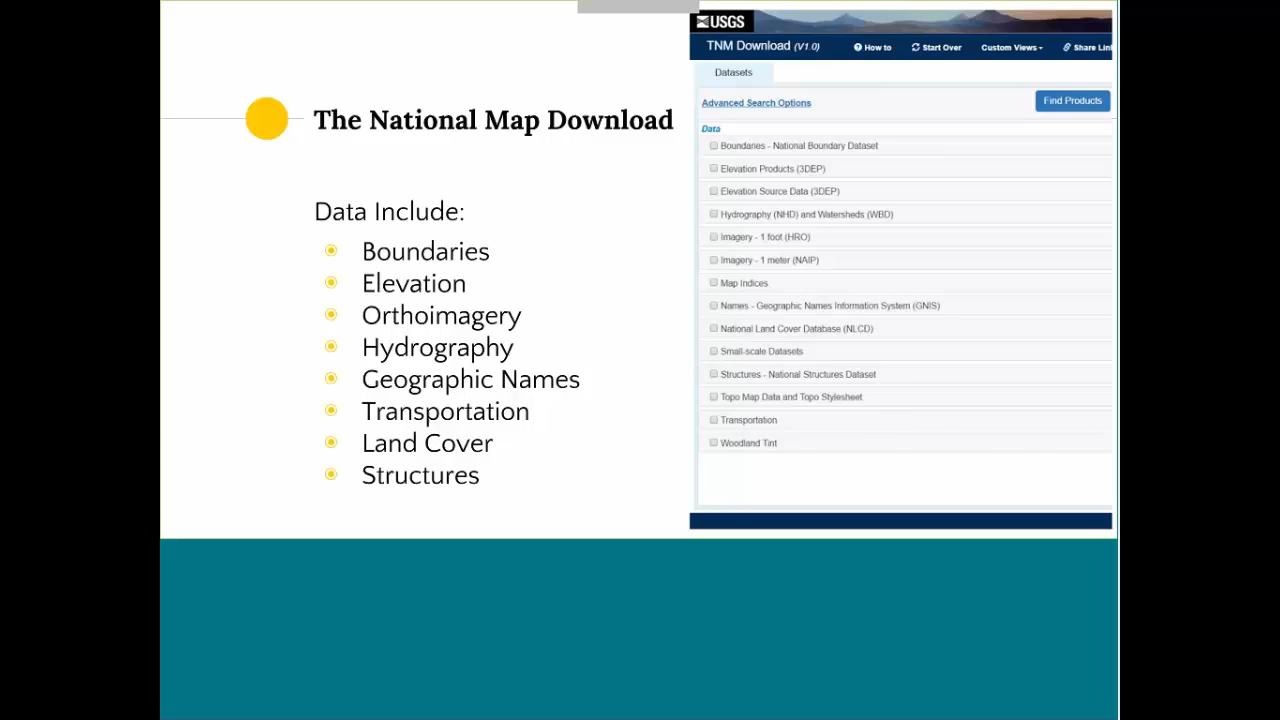 The National Map Download
Data Include:
Boundaries
Elevation
Orthoimagery
Hydrography
Geographic Names
Transportation
Land Cover
Structures
USGS
TNM Download (V1.0) How to Start Over Custom Views Share Link
Datasets
Advanced Search Options Find Products
Data
Boundaries - National Boundary Dataset
Elevation Products (3DEP)
Elevation Source Data (3DEP)
Hydrography (NHD) and Watersheds (WBD)
Imagery - 1 foot (HRO)
Imagery - 1 meter (NAIP)
Map Indices
Names - Geographic Names Information System (GNIS)
National Land Cover Database (NLCD)
Small-scale Datasets
Structures - National Structures Dataset
Topo Map Data and Topo Stylesheet
Transportation
Woodland Tint